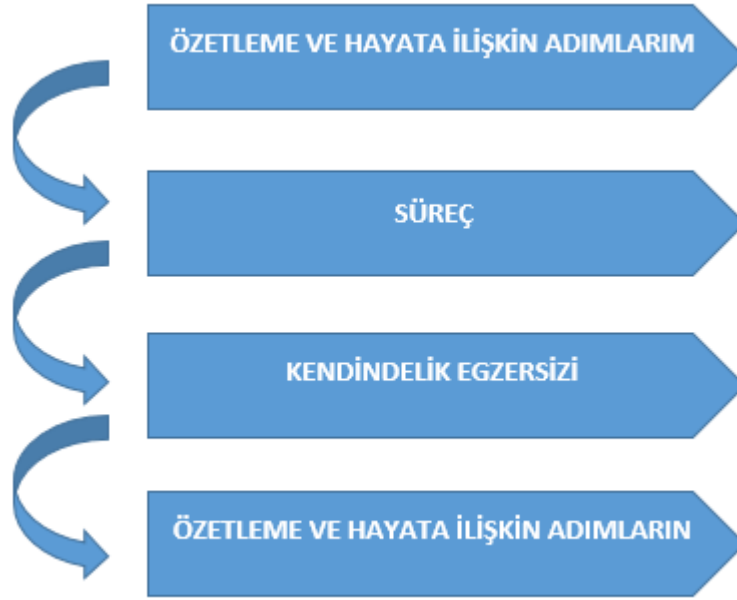 ÖZETLEME VE HAYATA İLİŞKİN ADIMLARIM
SÜREÇ
KENDİNDELİK EGZERSİZİ
ÖZETLEME VE HAYATA İLİŞKİN ADIMLARIN